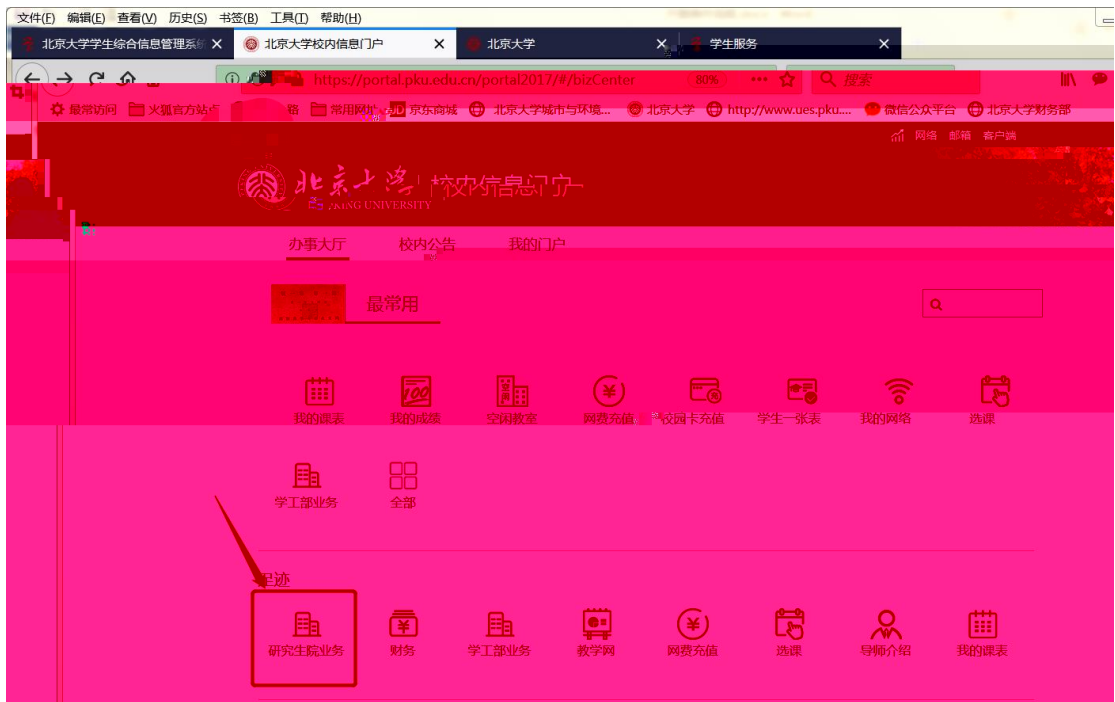 文件(F) 编辑(E) 查看(V) 历史(S) 书签(B) 工具(T) 帮助(H)
北京大学学生综合信息管理系统 北京大学校内信息门户 北京大学 学生服务
https://portal.pku.edu.cn/portal2017/#/bizCenter 80% 搜索
最常访问 火狐官方站点 常用网址 JD 京东商城 北京大学城市与环境... 北京大学 http://www.ues.pku.... 微信公众平台 北京大学财务部
网络 邮箱 客户端
北京大学 校内信息门户
PEKING UNIVERSITY
办事大厅 校内公告 我的门户
最常用
我的课表 我的成绩 空闲教室 网费充值 校园卡充值 学生一张表 我的网络 选课
学工部业务 全部
足迹
研究生院业务 财务 学工部业务 教学网 网费充值 选课 导师介绍 我的课表